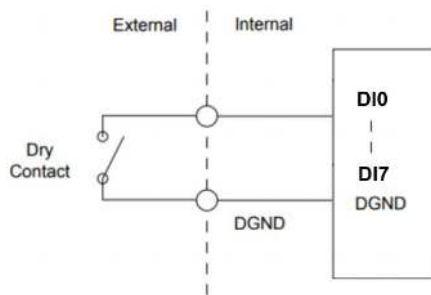 External
Internal
DI0
Dry
Contact
DI7
DGND
DGND